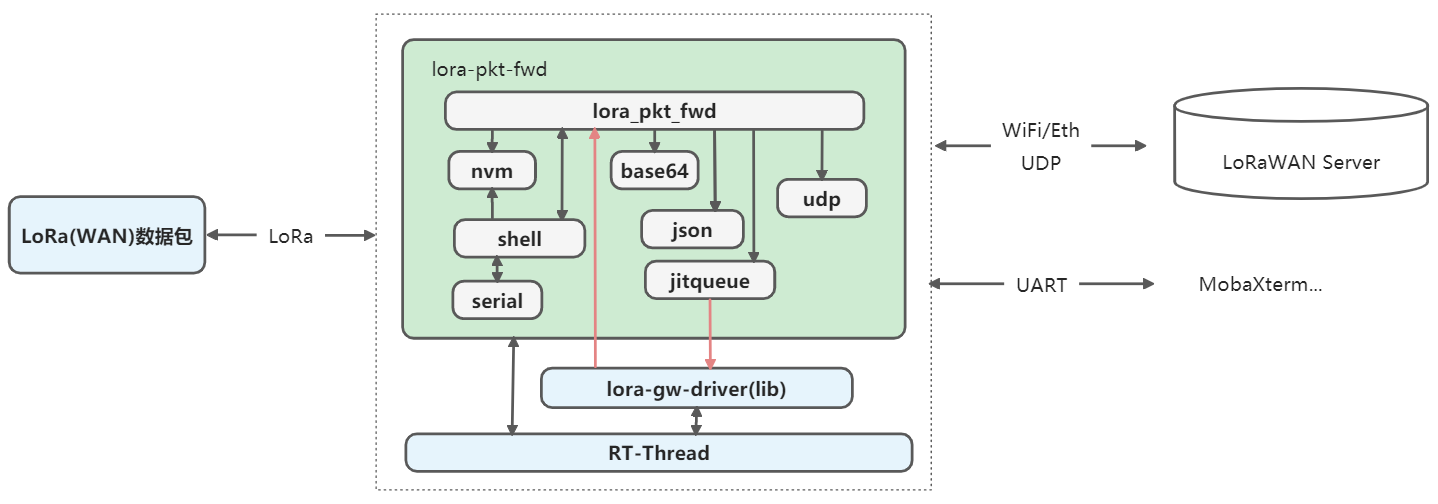 lora-pkt-fwd
lora_pkt_fwd
nvm
base64
udp
shell
json
serial
jitqueue
lora-gw-driver(lib)
RT-Thread
LoRa(WAN)数据包
LoRa
WiFi/Eth
UDP
LoRaWAN Server
UART
MobaXterm...